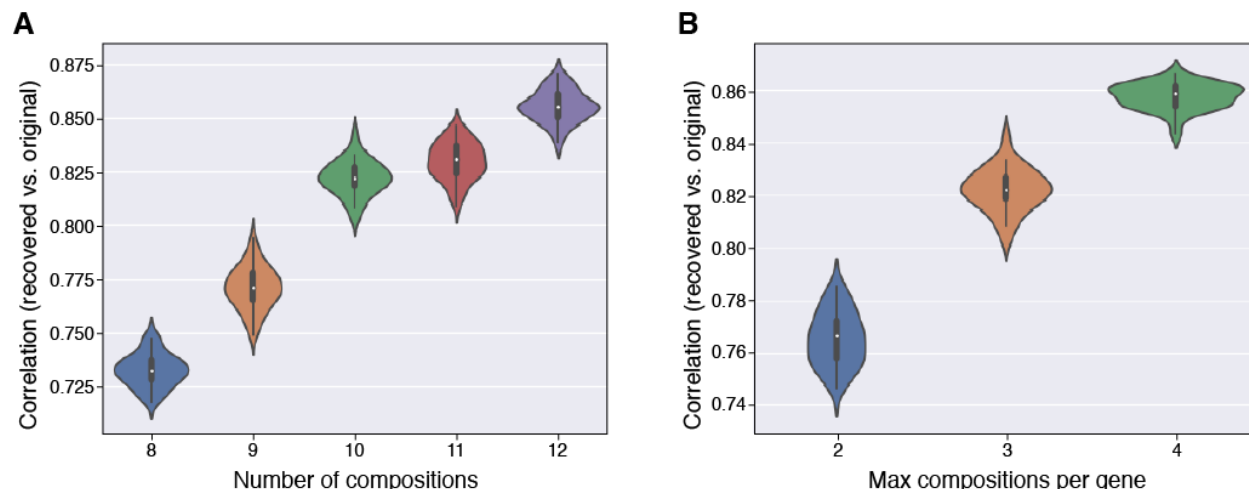 A
Correlation (recovered vs. original)
0.875
0.850
0.825
0.800
0.775
0.750
0.725
8 9 10 11 12
Number of compositions
B
Correlation (recovered vs. original)
0.86
0.84
0.82
0.80
0.78
0.76
0.74
2 3 4
Max compositions per gene